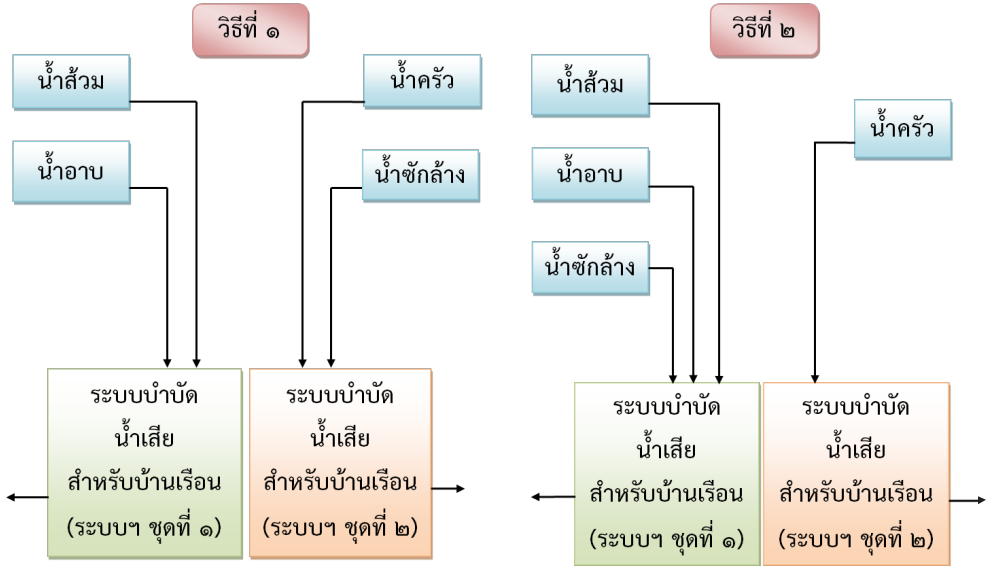 วิธีที่ ๑
น้ำส้วม
น้ำครัว
น้ำอาบ
น้ำซักล้าง
ระบบบำบัด
น้ำเสีย
สำหรับบ้านเรือน
(ระบบฯ ชุดที่ ๑)
ระบบบำบัด
น้ำเสีย
สำหรับบ้านเรือน
(ระบบฯ ชุดที่ ๒)
วิธีที่ ๒
น้ำส้วม
น้ำครัว
น้ำอาบ
น้ำซักล้าง
ระบบบำบัด
น้ำเสีย
สำหรับบ้านเรือน
(ระบบฯ ชุดที่ ๑)
ระบบบำบัด
น้ำเสีย
สำหรับบ้านเรือน
(ระบบฯ ชุดที่ ๒)